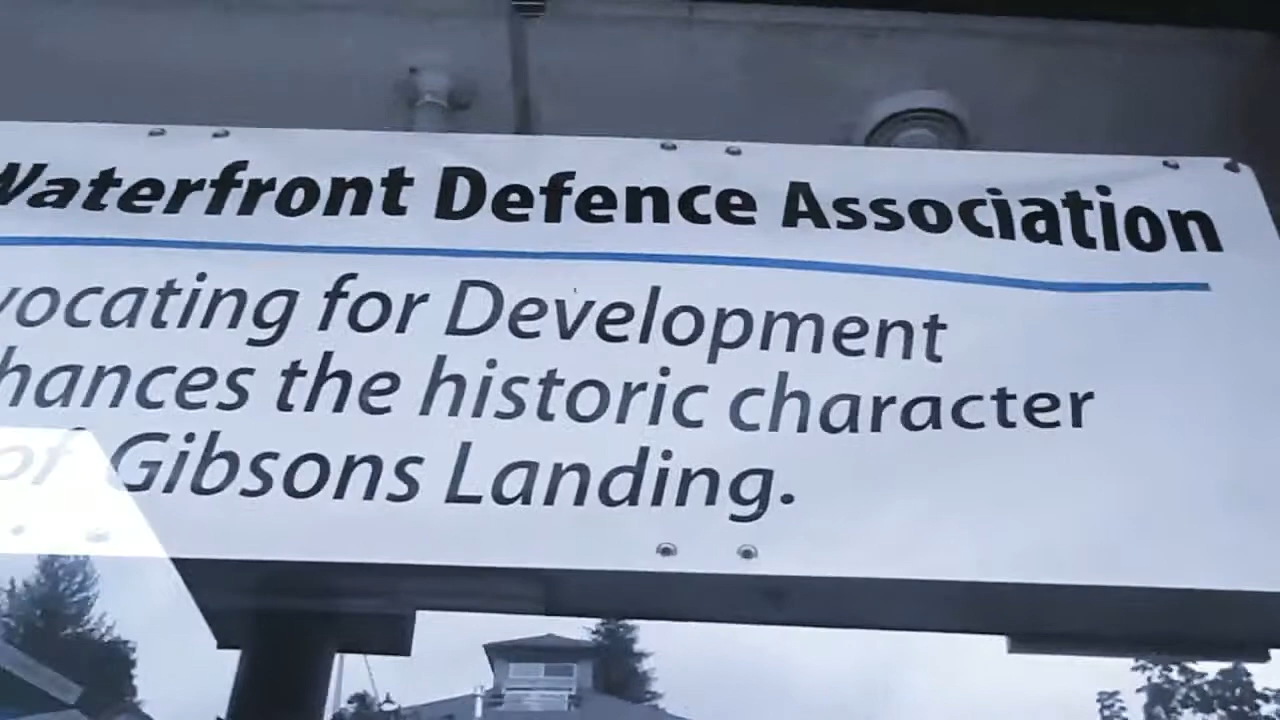 Waterfront Defence Association
vocating for Development
hances the historic character
of Gibsons Landing.